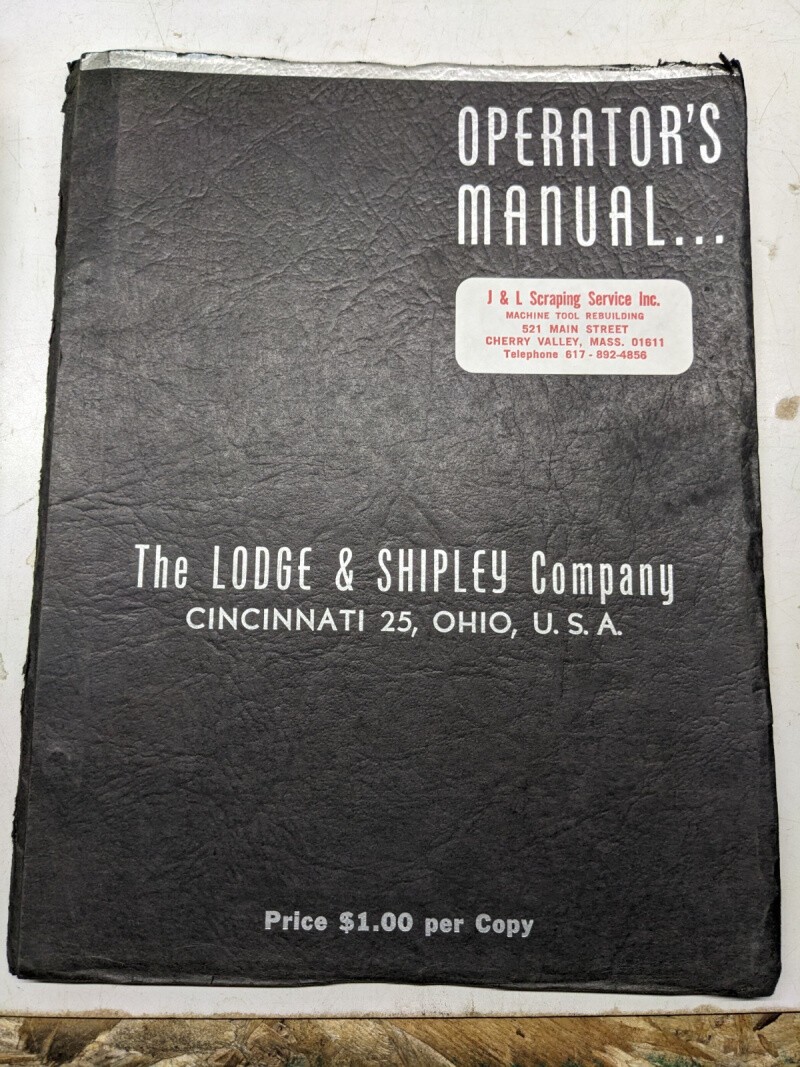 OPERATOR'S
MANUAL...
J & L Scraping Service Inc.
MACHINE TOOL REBUILDING
521 MAIN STREET
CHERRY VALLEY, MASS. 01611
Telephone 617 - 892-4856
The LODGE & SHIPLEY Company
CINCINNATI 25, OHIO, U. S. A.
Price $1.00 per Copy